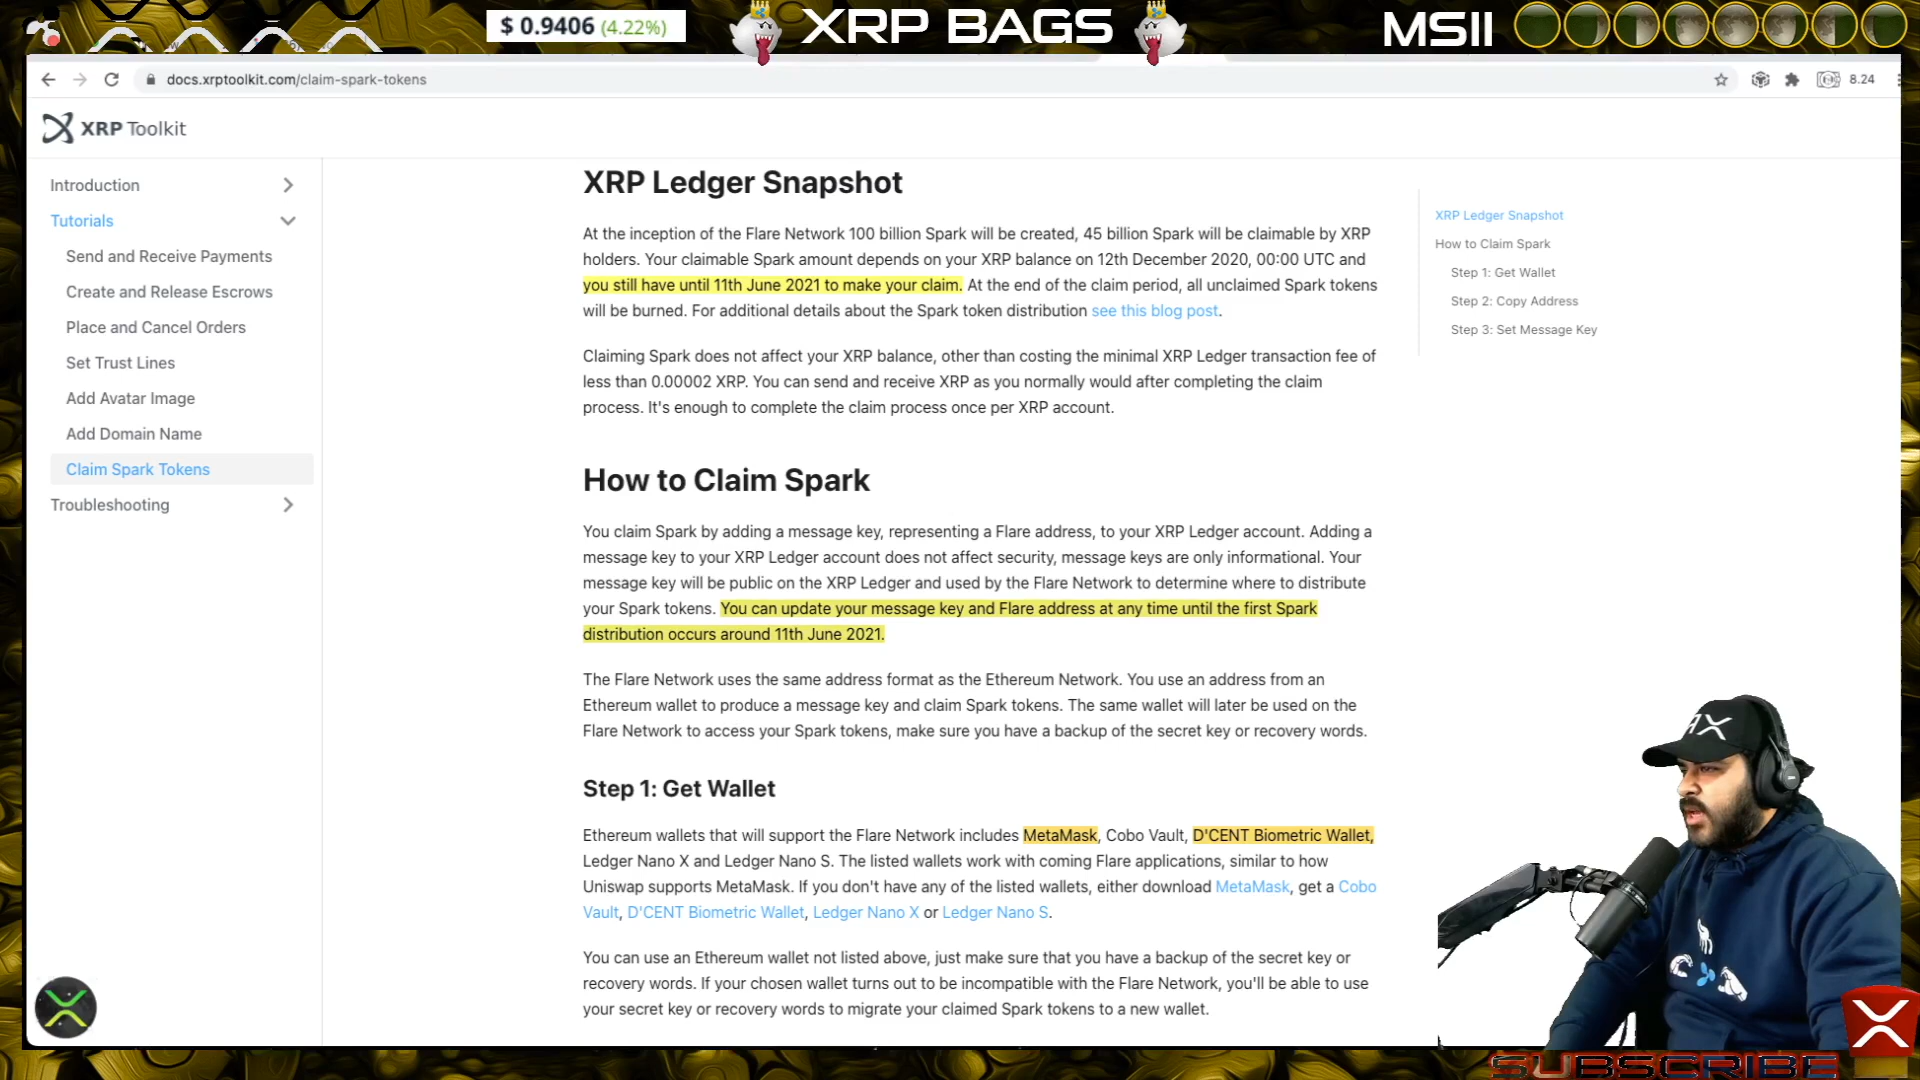 $ 0.9406 (4.22%)
XRP BAGS
MSII
docs.xrptoolkit.com/claim-spark-tokens
8.24
XRP Toolkit
Introduction
Tutorials
Send and Receive Payments
Create and Release Escrows
Place and Cancel Orders
Set Trust Lines
Add Avatar Image
Add Domain Name
Claim Spark Tokens
Troubleshooting
XRP Ledger Snapshot
At the inception of the Flare Network 100 billion Spark will be created, 45 billion Spark will be claimable by XRP
holders. Your claimable Spark amount depends on your XRP balance on 12th December 2020, 00:00 UTC and
you still have until 11th June 2021 to make your claim. At the end of the claim period, all unclaimed Spark tokens
will be burned. For additional details about the Spark token distribution see this blog post.
Claiming Spark does not affect your XRP balance, other than costing the minimal XRP Ledger transaction fee of
less than 0.00002 XRP. You can send and receive XRP as you normally would after completing the claim
process. It's enough to complete the claim process once per XRP account.
How to Claim Spark
You claim Spark by adding a message key, representing a Flare address, to your XRP Ledger account. Adding a
message key to your XRP Ledger account does not affect security, message keys are only informational. Your
message key will be public on the XRP Ledger and used by the Flare Network to determine where to distribute
your Spark tokens. You can update your message key and Flare address at any time until the first Spark
distribution occurs around 11th June 2021.
The Flare Network uses the same address format as the Ethereum Network. You use an address from an
Ethereum wallet to produce a message key and claim Spark tokens. The same wallet will later be used on the
Flare Network to access your Spark tokens, make sure you have a backup of the secret key or recovery words.
Step 1: Get Wallet
Ethereum wallets that will support the Flare Network includes MetaMask, Cobo Vault, D'CENT Biometric Wallet,
Ledger Nano X and Ledger Nano S. The listed wallets work with coming Flare applications, similar to how
Uniswap supports MetaMask. If you don't have any of the listed wallets, either download MetaMask, get a Cobo
Vault, D'CENT Biometric Wallet, Ledger Nano X or Ledger Nano S.
You can use an Ethereum wallet not listed above, just make sure that you have a backup of the secret key or
recovery words. If your chosen wallet turns out to be incompatible with the Flare Network, you'll be able to use
your secret key or recovery words to migrate your claimed Spark tokens to a new wallet.
XRP Ledger Snapshot
How to Claim Spark
Step 1: Get Wallet
Step 2: Copy Address
Step 3: Set Message Key
SUBSCRIBE